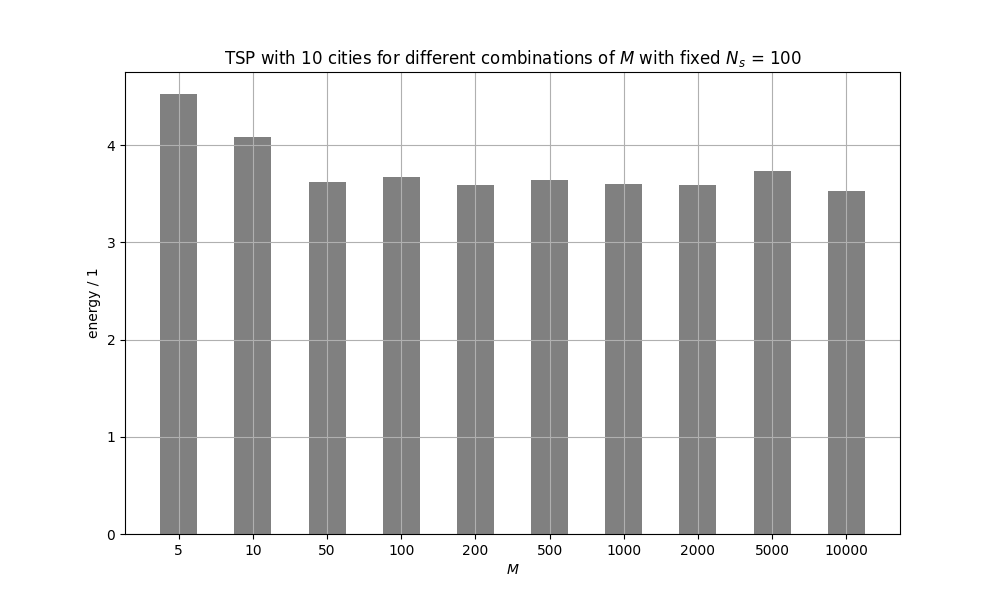 TSP with 10 cities for different combinations of M with fixed Nₛ = 100
4
3
2
1
0
energy / 1
5 10 50 100 200 500 1000 2000 5000 10000
M